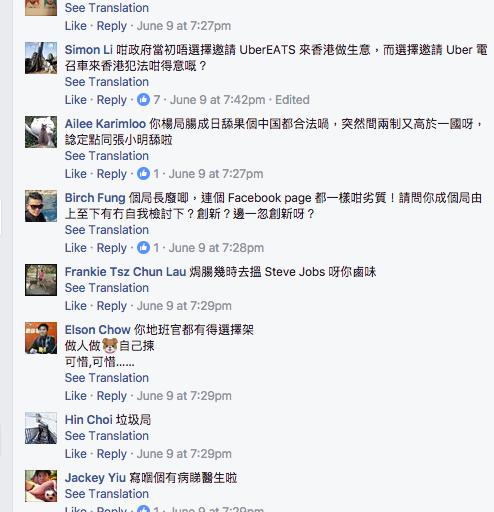 See Translation
Like · Reply · June 9 at 7:27pm
Simon Li 咁政府當初唔選擇邀請 UberEATS 來香港做生意，而選擇邀請 Uber 電
召車來香港犯法咁得意嘅？
See Translation
Like · Reply · 7 · June 9 at 7:42pm · Edited
Ailee Karimloo 你楊局腸成日舔果個中国都合法喎，突然間兩制又高於一國呀，
諗定點同張小明舔啦
See Translation
Like · Reply · 1 · June 9 at 7:27pm
Birch Fung 個局長廢唧，連個 Facebook page 都一樣咁劣質！請問你成個局由
上至下有冇自我檢討下？創新？邊一忽創新呀？
See Translation
Like · Reply · 1 · June 9 at 7:28pm
Frankie Tsz Chun Lau 焗腸幾時去搵 Steve Jobs 呀你鹵味
See Translation
Like · Reply · June 9 at 7:29pm
Elson Chow 你地班官都有得選擇架
做人做🐶自己揀
可惜,可惜......
See Translation
Like · Reply · June 9 at 7:29pm
Hin Choi 垃圾局
See Translation
Like · Reply · June 9 at 7:29pm
Jackey Yiu 寫嗰個有病睇醫生啦
See Translation
Like · Reply · 1 · June 9 at 7:29pm